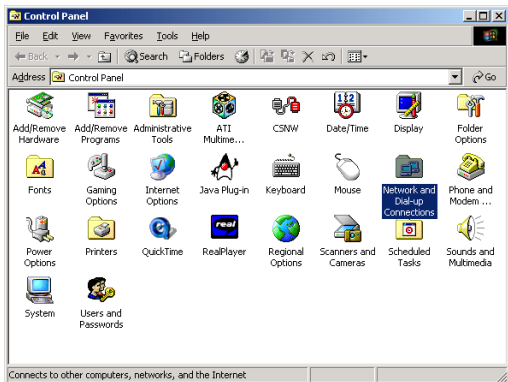 Control Panel
File Edit View Favorites Tools Help
Back Search Folders
Address Control Panel Go
Add/Remove Hardware
Add/Remove Programs
Administrative Tools
ATI Multime...
CSNW
Date/Time
Display
Folder Options
Fonts
Gaming Options
Internet Options
Java Plug-in
Keyboard
Mouse
Network and Dial-up Connections
Phone and Modem ...
Power Options
Printers
QuickTime
real
RealPlayer
Regional Options
Scanners and Cameras
Scheduled Tasks
Sounds and Multimedia
System
Users and Passwords
Connects to other computers, networks, and the Internet